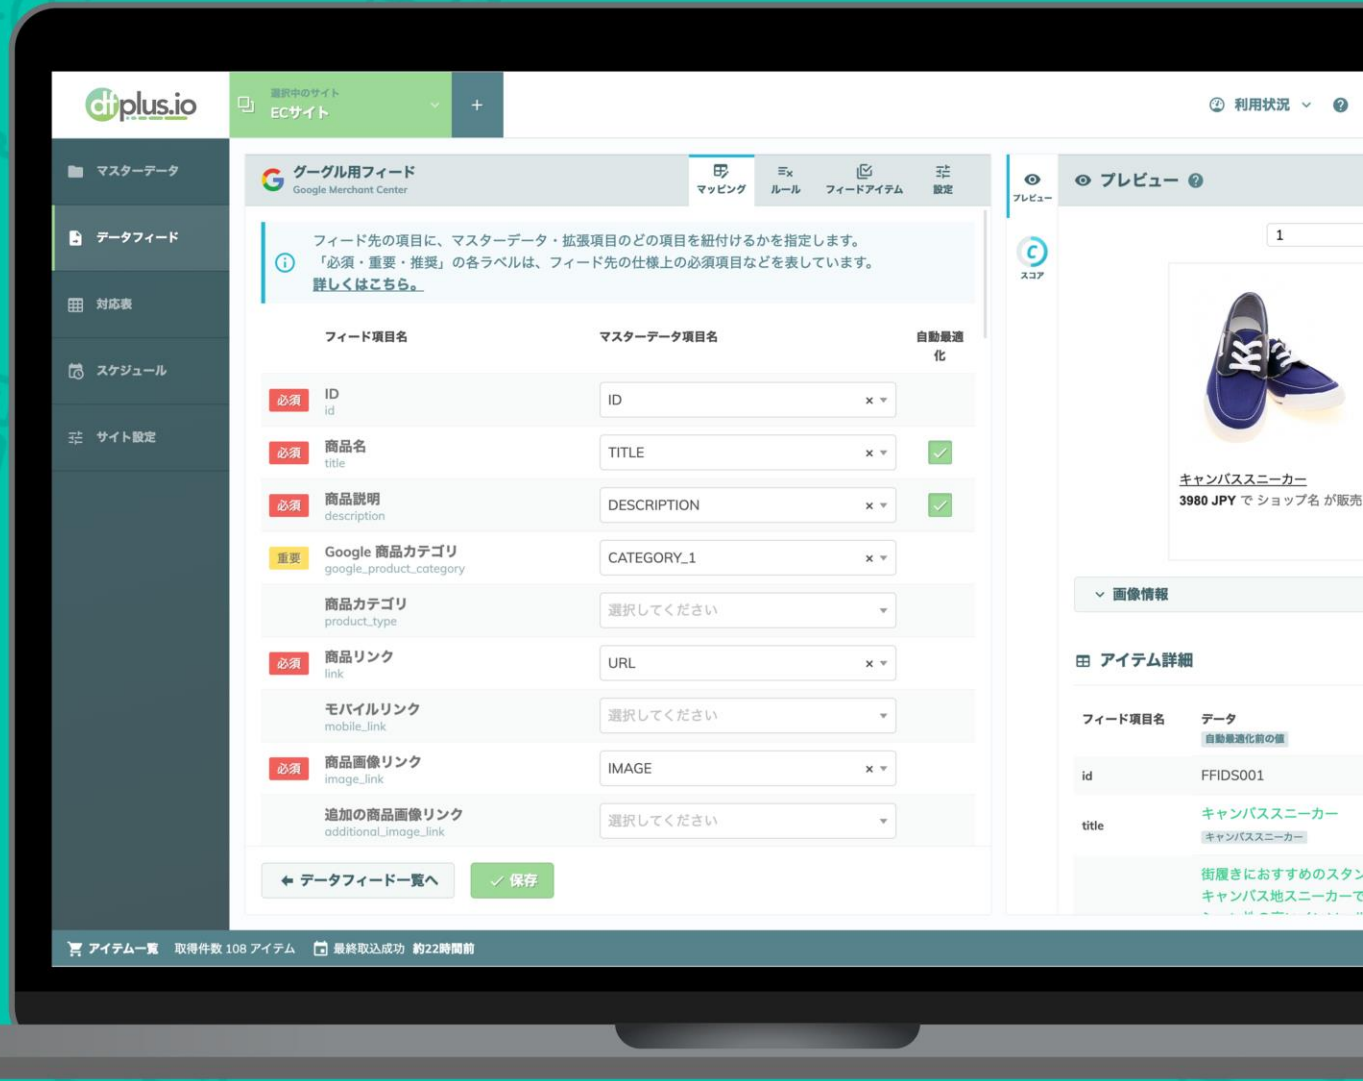 dfplus.io
選択中のサイト
ECサイト
+
利用状況
マスターデータ
データフィード
対応表
スケジュール
サイト設定
グーグル用フィード
Google Merchant Center
マッピング
ルール
フィードアイテム
設定
フィード先の項目に、マスターデータ・拡張項目のどの項目を紐付けるかを指定します。
「必須・重要・推奨」の各ラベルは、フィード先の仕様上の必須項目などを表しています。
詳しくはこちら。
フィード項目名 マスターデータ項目名 自動最適
化
必須 ID ID
id
必須 商品名 TITLE
title
必須 商品説明 DESCRIPTION
description
重要 Google 商品カテゴリ CATEGORY_1
google_product_category
商品カテゴリ 選択してください
product_type
必須 商品リンク URL
link
モバイルリンク 選択してください
mobile_link
必須 商品画像リンク IMAGE
image_link
追加の商品画像リンク 選択してください
additional_image_link
データフィード一覧へ
保存
プレビュー
スコア
プレビュー
1
キャンバススニーカー
3980 JPY で ショップ名 が販売
画像情報
アイテム詳細
フィード項目名 データ
自動最適化前の値
id FFIDS001
title キャンバススニーカー
キャンバススニーカー
街履きにおすすめのスタン
キャンバス地スニーカーで
アイテム一覧 取得件数 108 アイテム 最終取込成功 約22時間前